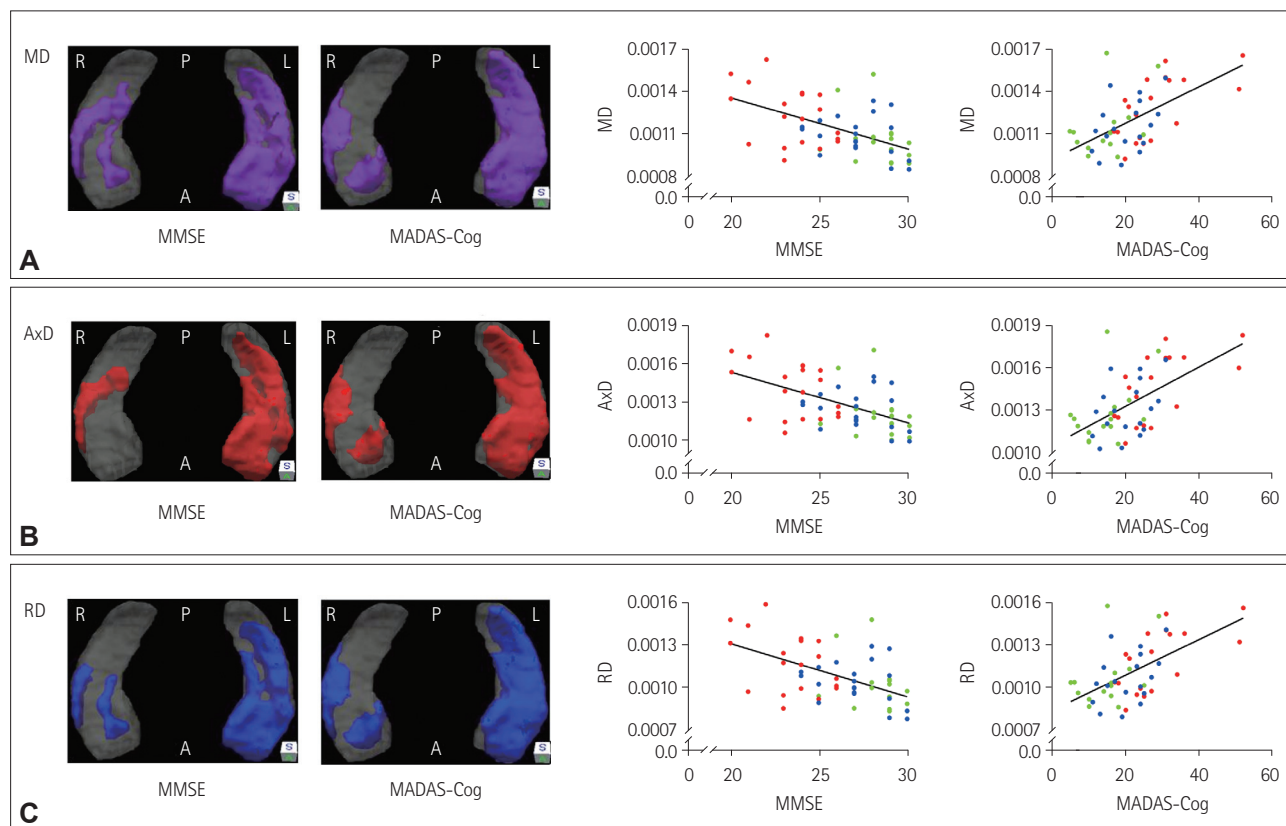 MD
R P L
A
S
MMSE
R P L
A
S
MADAS-Cog
MD
0.0017
0.0014
0.0011
0.0008
0.0
0 20 25 30
MMSE
MD
0.0017
0.0014
0.0011
0.0008
0.0
0 20 40 60
MADAS-Cog
A
AxD
R P L
A
S
MMSE
R P L
A
S
MADAS-Cog
AxD
0.0019
0.0016
0.0013
0.0010
0.0
0 20 25 30
MMSE
AxD
0.0019
0.0016
0.0013
0.0010
0.0
0 20 40 60
MADAS-Cog
B
RD
R P L
A
S
MMSE
R P L
A
S
MADAS-Cog
RD
0.0016
0.0013
0.0010
0.0007
0.0
0 20 25 30
MMSE
RD
0.0016
0.0013
0.0010
0.0007
0.0
0 20 40 60
MADAS-Cog
C